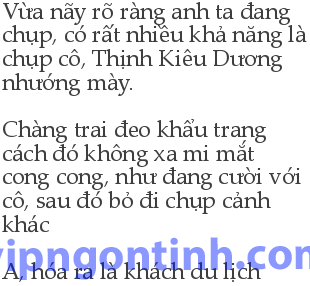 Vừa nãy rõ ràng anh ta đang
chụp, có rất nhiều khả năng là
chụp cô, Thịnh Kiêu Dương
nhướng mày.
Chàng trai đeo khẩu trang
cách đó không xa mi mắt
cong cong, như đang cười với
cô, sau đó bỏ đi chụp cảnh
khác
vipngontinh.com
A, hóa ra là khách du lịch